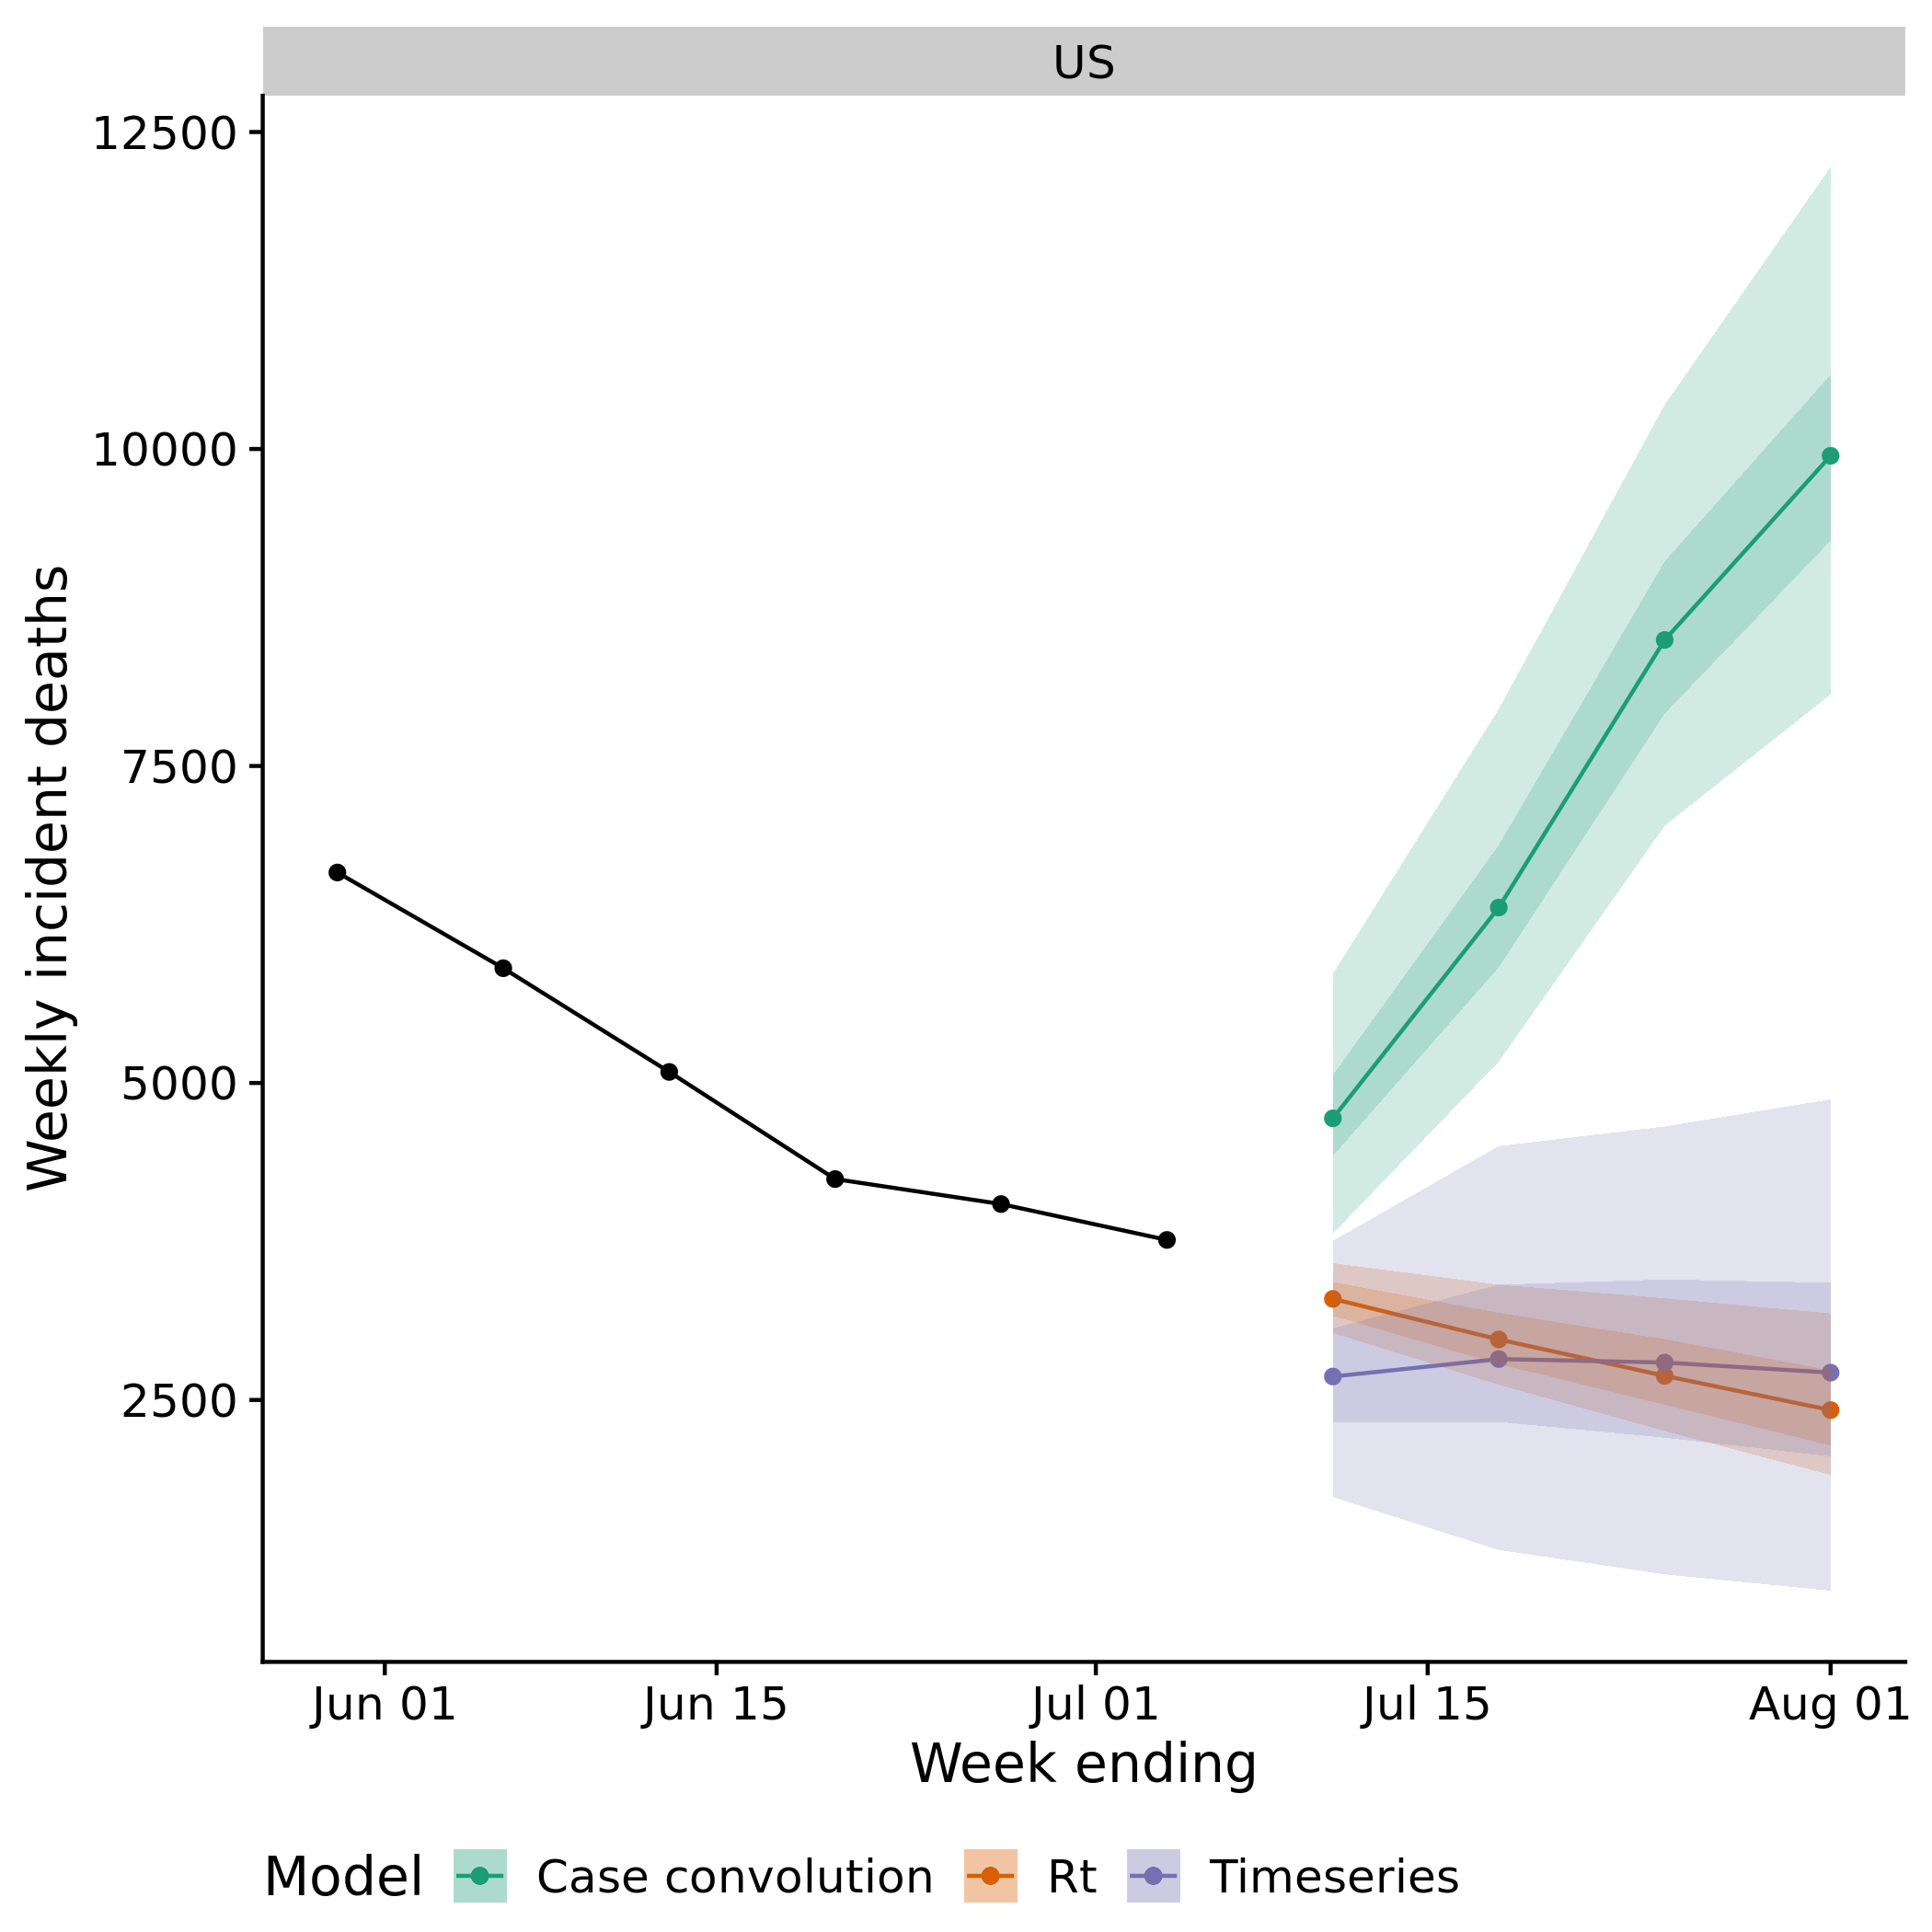 US
Weekly incident deaths
12500
10000
7500
5000
2500
Jun 01 Jun 15 Jul 01 Jul 15 Aug 01
Week ending
Model Case convolution Rt Timeseries